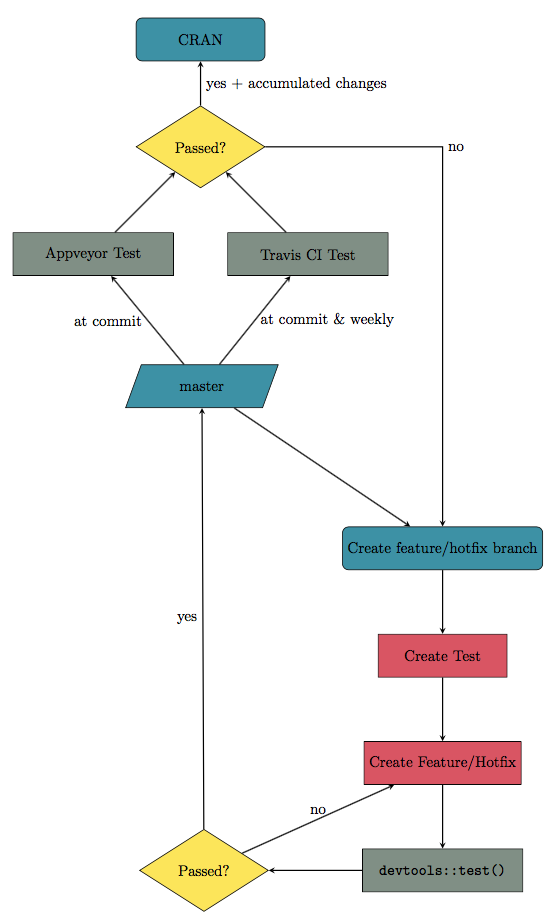 CRAN
yes + accumulated changes
Passed?
no
Appveyor Test
Travis CI Test
at commit
at commit & weekly
master
Create feature/hotfix branch
yes
Create Test
Create Feature/Hotfix
no
Passed?
devtools::test()